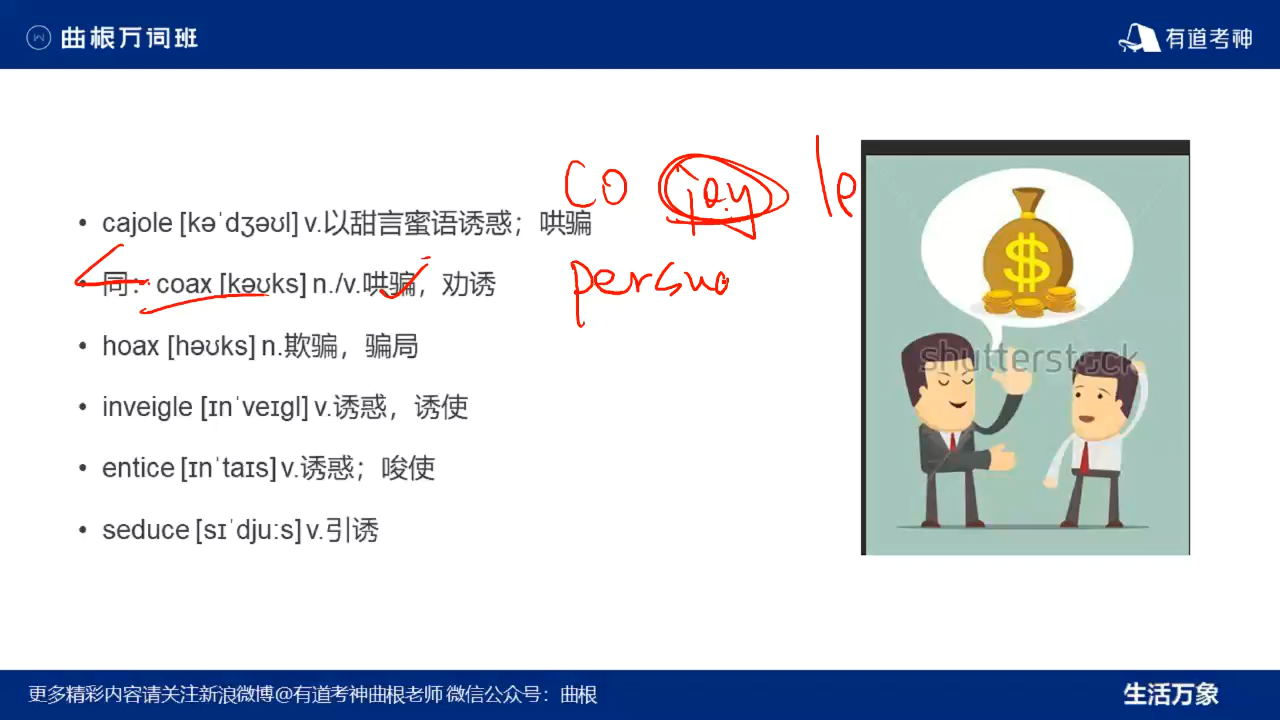 曲根万词班
有道考神
co joy le
• cajole [kəˈdʒəʊl] v.以甜言蜜语诱惑；哄骗
• 同：coax [kəʊks] n./v.哄骗，劝诱
persua
• hoax [həʊks] n.欺骗，骗局
• inveigle [ɪnˈveɪgl] v.诱惑，诱使
• entice [ɪnˈtaɪs] v.诱惑；唆使
• seduce [sɪˈdjuːs] v.引诱
shutterstock
更多精彩内容请关注新浪微博@有道考神曲根老师 微信公众号：曲根
生活万象